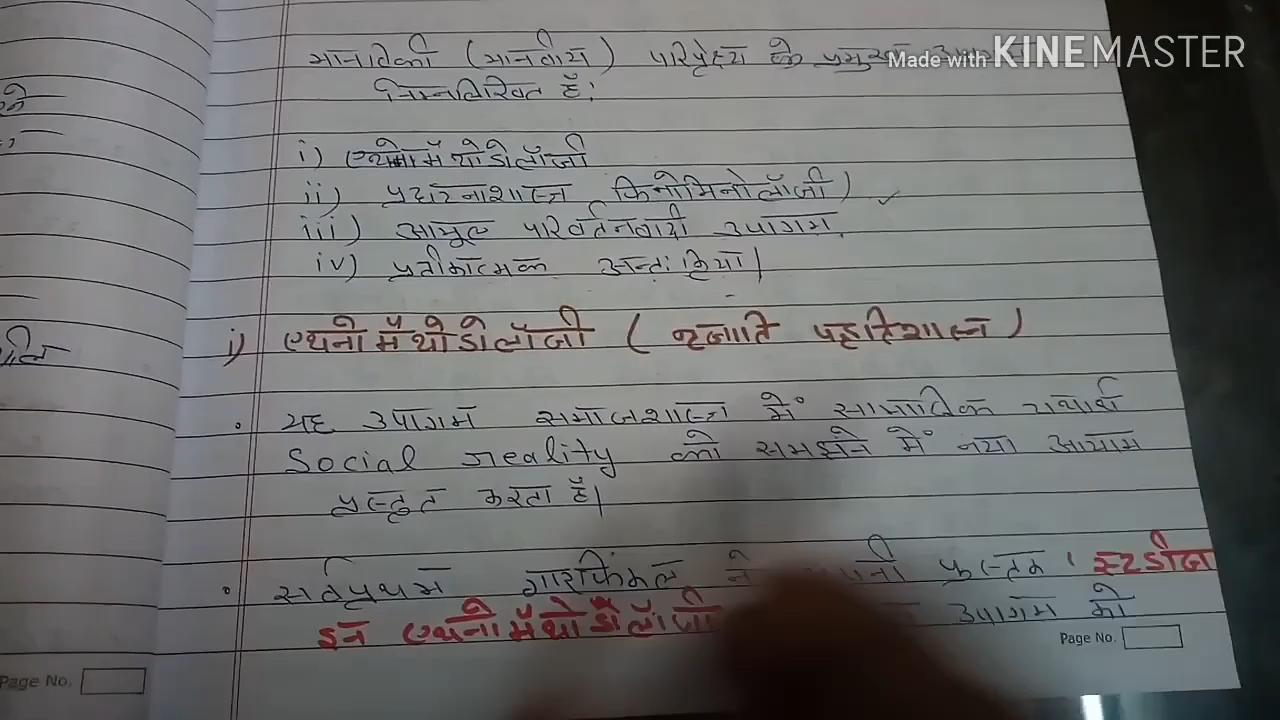 मानविकी (मानवीय) परिप्रेक्ष्य के प्रमुख
Made with KINEMASTER
निम्नलिखित हैं:
i) एथनोमेथोडोलॉजी
ii) प्रघटनाशास्त्र फिनोमिनोलॉजी) ✓
iii) आमूल परिवर्तनवादी उपागम
iv) प्रतीकात्मक अन्त: क्रिया।
i) एथनोमेथोडोलॉजी ( नृजाति पद्धतिशास्त्र )
• यह उपागम समाजशास्त्र में सामाजिक यथार्थ
Social reality को समझने में नया आयाम
प्रस्तुत करता है।
• सर्वप्रथम गारफिंकल ने पुस्तक ' स्टडीज
इन एथनोमेथोडोलॉजी उपागम को
Page No.
Page No.